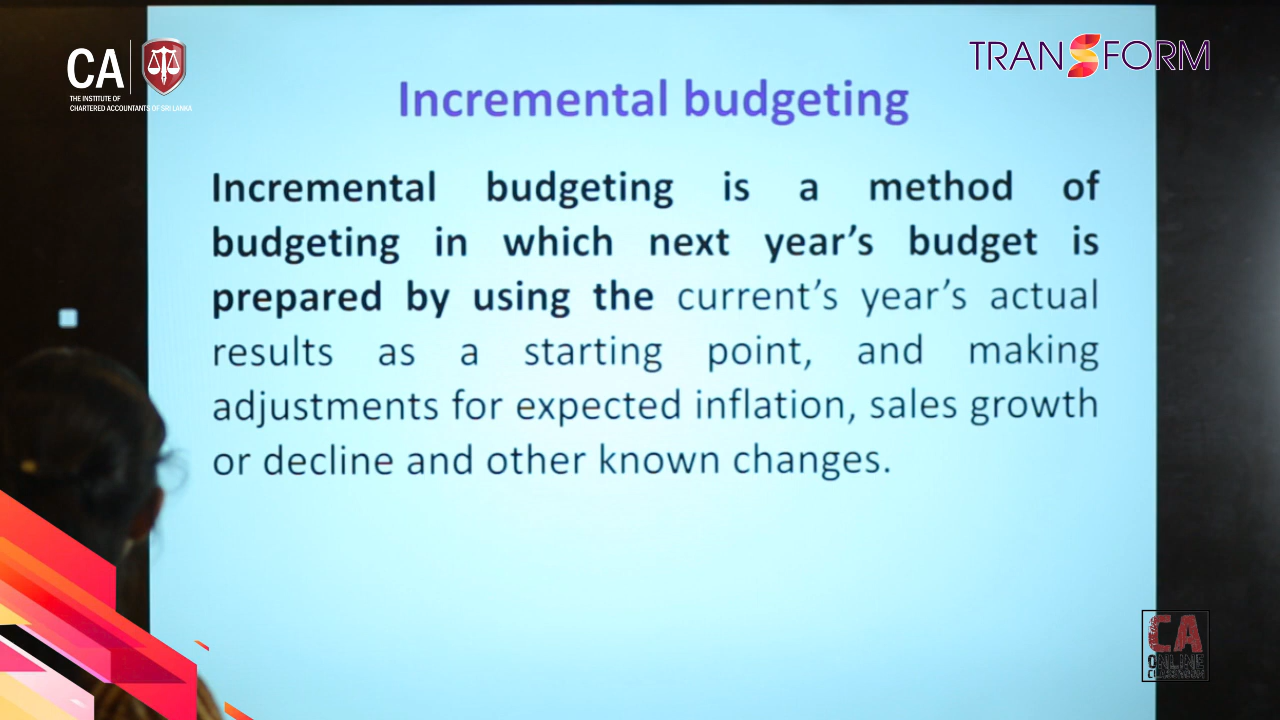 CA
THE INSTITUTE OF
CHARTERED ACCOUNTANTS OF SRI LANKA
TRANSFORM
Incremental budgeting
Incremental budgeting is a method of
budgeting in which next year’s budget is
prepared by using the current’s year’s actual
results as a starting point, and making
adjustments for expected inflation, sales growth
or decline and other known changes.
CA
ONLINE
CLASSROOM